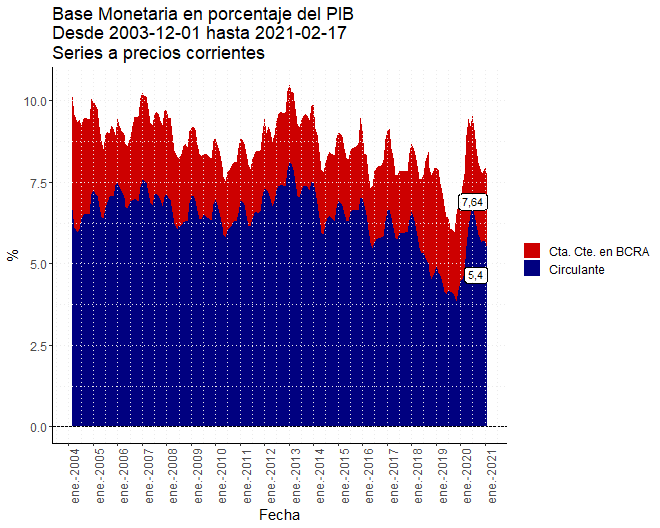 Base Monetaria en porcentaje del PIB
Desde 2003-12-01 hasta 2021-02-17
Series a precios corrientes
%
10.0
7.5
5.0
2.5
0.0
7,64
5,4
Cta. Cte. en BCRA
Circulante
ene.-2004
ene.-2005
ene.-2006
ene.-2007
ene.-2008
ene.-2009
ene.-2010
ene.-2011
ene.-2012
ene.-2013
ene.-2014
ene.-2015
ene.-2016
ene.-2017
ene.-2018
ene.-2019
ene.-2020
ene.-2021
Fecha